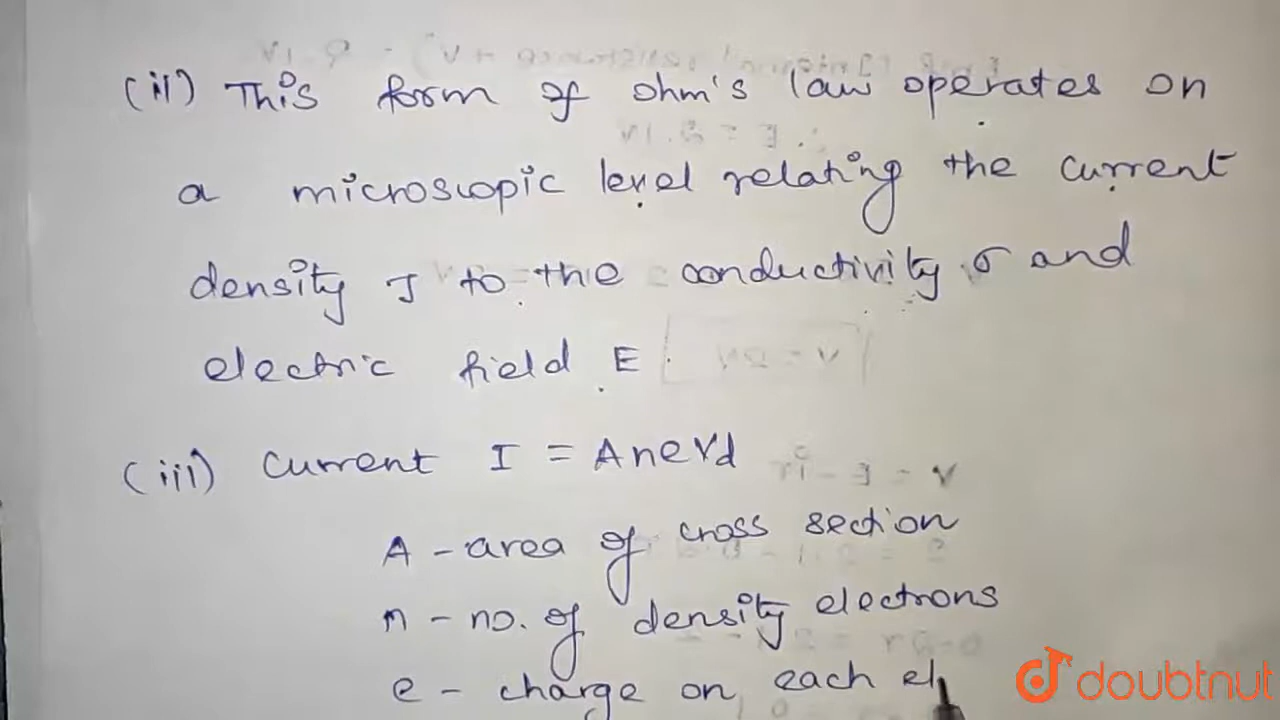 (ii) This form of ohm's law operates on
a microscopic level relating the current
density J to the conductivity σ and
electric field E.
(iii) Current I = AneVd
A - area of cross section
n - no. of density electrons
e - charge on each el
doubtnut